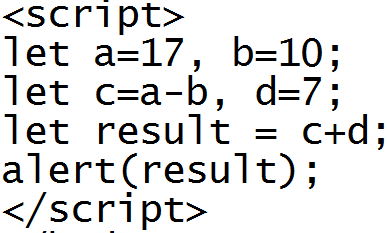 <script>
let a=17, b=10;
let c=a-b, d=7;
let result = c+d;
alert(result);
</script>